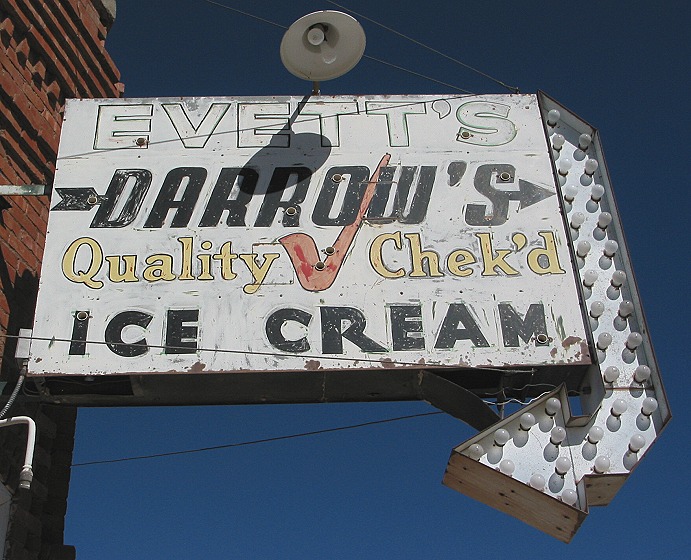 EVETT'S
DARROW'S
Quality Chek'd
ICE CREAM